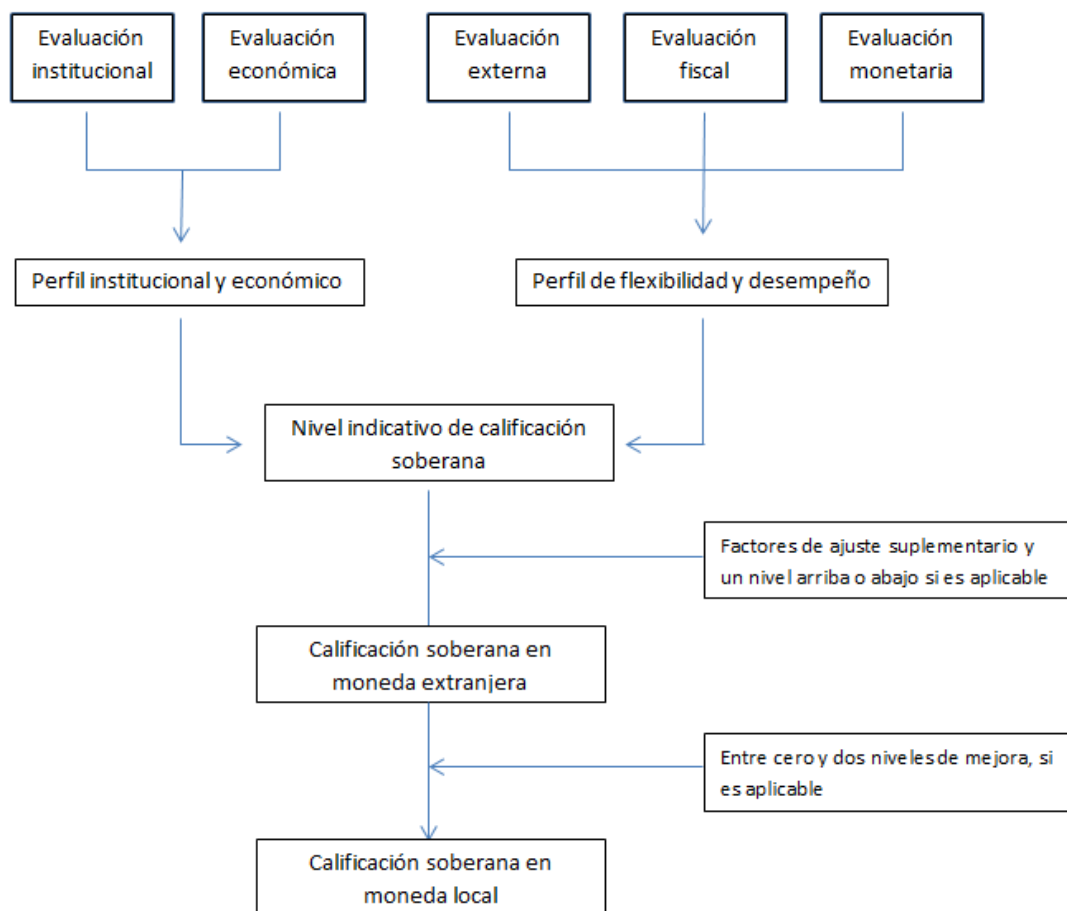 Evaluación
institucional
Evaluación
económica
Evaluación
externa
Evaluación
fiscal
Evaluación
monetaria
Perfil institucional y económico
Perfil de flexibilidad y desempeño
Nivel indicativo de calificación
soberana
Factores de ajuste suplementario y
un nivel arriba o abajo si es aplicable
Calificación soberana en
moneda extranjera
Entre cero y dos niveles de mejora, si
es aplicable
Calificación soberana en
moneda local